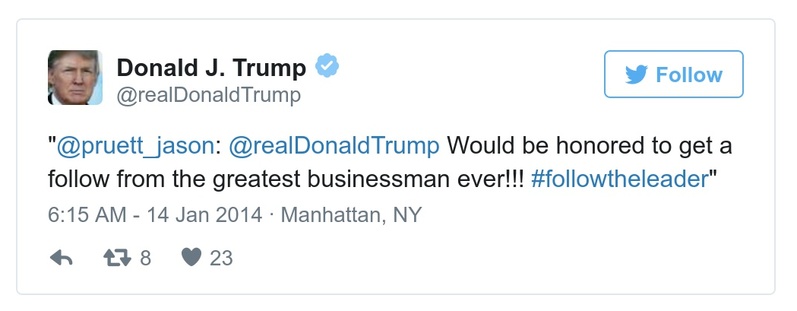 Donald J. Trump
@realDonaldTrump
Follow
"@pruett_jason: @realDonaldTrump Would be honored to get a
follow from the greatest businessman ever!!! #followtheleader"
6:15 AM - 14 Jan 2014 · Manhattan, NY
8 23